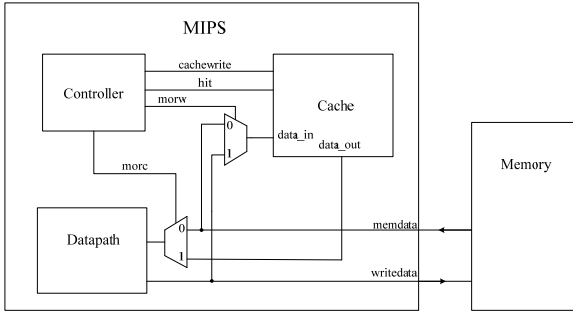 MIPS
cachewrite
hit
morw
Controller
Cache
0
data_in
1
data_out
Memory
morc
Datapath
0
memdata
1
writedata